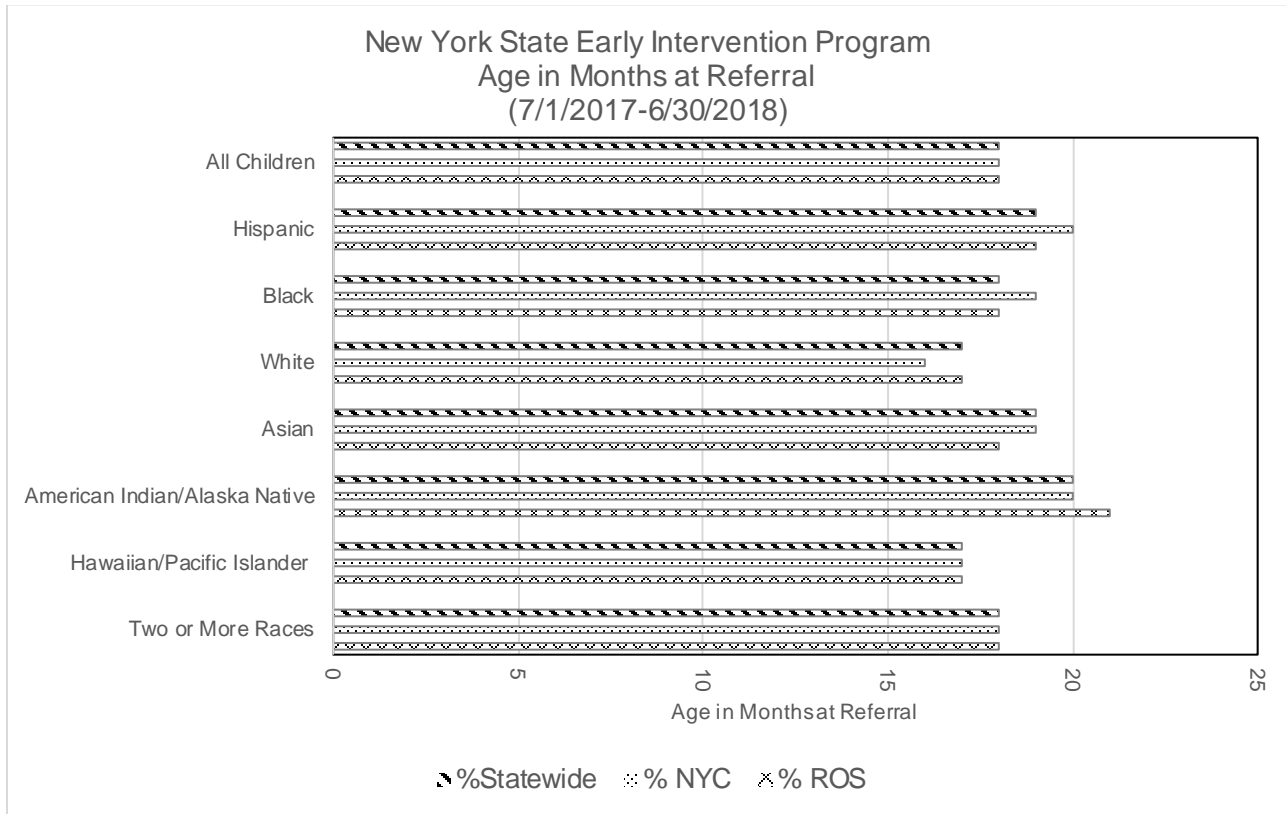 New York State Early Intervention Program
Age in Months at Referral
(7/1/2017-6/30/2018)
All Children
Hispanic
Black
White
Asian
American Indian/Alaska Native
Hawaiian/Pacific Islander
Two or More Races
0 5 10 15 20 25
Age in Months at Referral
%Statewide % NYC % ROS